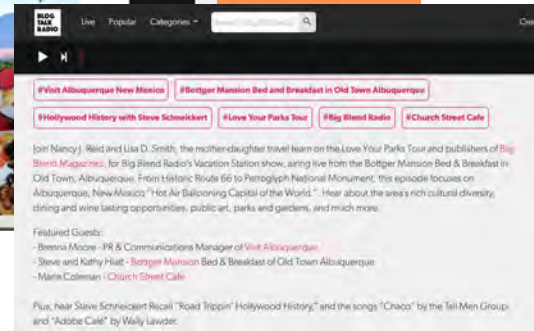 BLOG
TALK
RADIO
Live Popular Categories
#Visit Albuquerque New Mexico #Bottger Mansion Bed and Breakfast in Old Town Albuquerque
#Hollywood History with Steve Schneickert #Love Your Parks Tour #Big Blend Radio #Church Street Cafe
Join Nancy J. Reid and Lisa D. Smith, the mother-daughter travel team on the Love Your Parks Tour and publishers of Big
Blend Magazines, for Big Blend Radio's Vacation Station show, airing live from the Bottger Mansion Bed & Breakfast in
Old Town, Albuquerque. From Historic Route 66 to Petroglyph National Monument, this episode focuses on
Albuquerque, New Mexico "Hot Air Ballooning Capital of the World.". Hear about the area's rich cultural diversity,
dining and wine tasting opportunities, public art, parks and gardens, and much more.
Featured Guests:
- Brenna Moore - PR & Communications Manager of Visit Albuquerque
- Steve and Kathy Hiatt - Bottger Mansion Bed & Breakfast of Old Town Albuquerque
- Marie Coleman - Church Street Cafe
Plus, hear Steve Schneickert Recall "Road Trippin' Hollywood History," and the songs "Chaco" by the Tali Men Group
and "Adobe Café" by Wally Lawder.